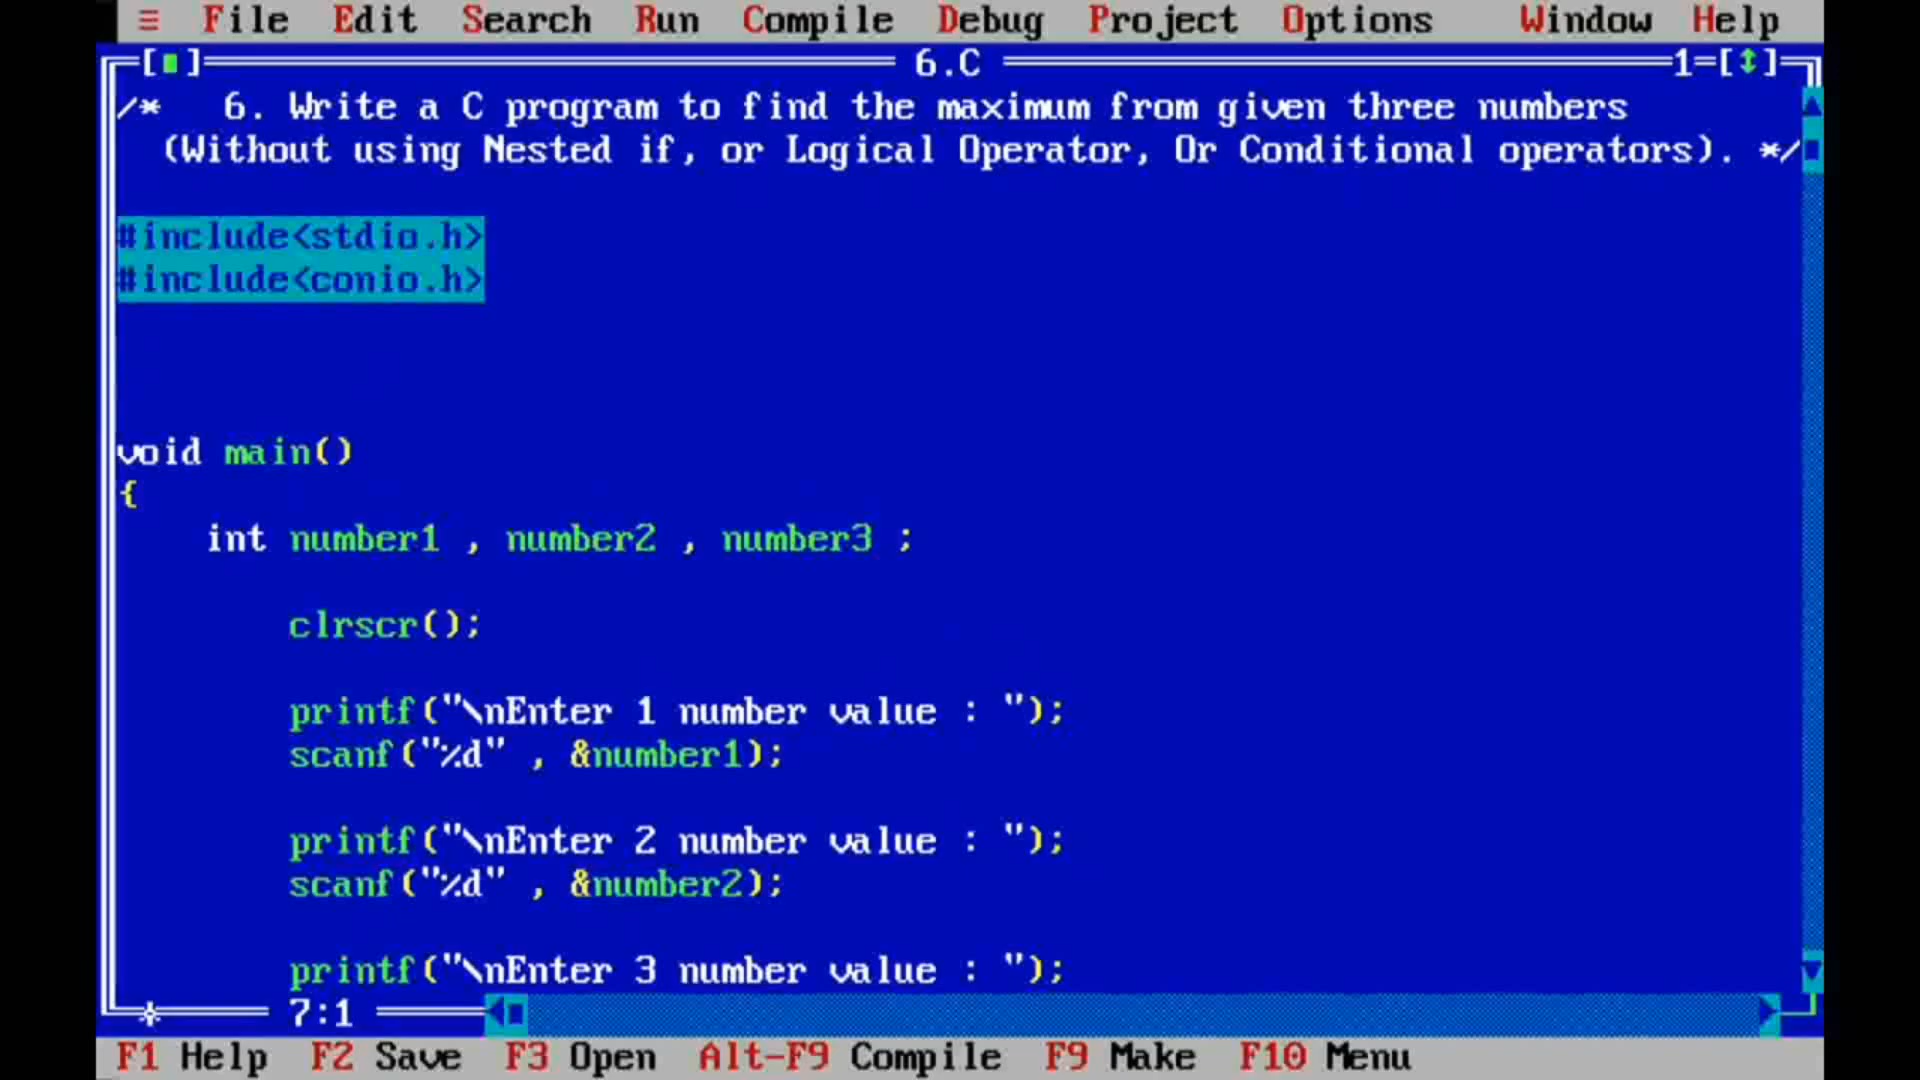 ≡ File Edit Search Run Compile Debug Project Options Window Help
[■] 6.C 1=[↕]
/* 6. Write a C program to find the maximum from given three numbers
(Without using Nested if, or Logical Operator, Or Conditional operators). */
#include<stdio.h>
#include<conio.h>
void main()
{
int number1 , number2 , number3 ;
clrscr();
printf("\nEnter 1 number value : ");
scanf("%d" , &number1);
printf("\nEnter 2 number value : ");
scanf("%d" , &number2);
printf("\nEnter 3 number value : ");
7:1
F1 Help F2 Save F3 Open Alt-F9 Compile F9 Make F10 Menu